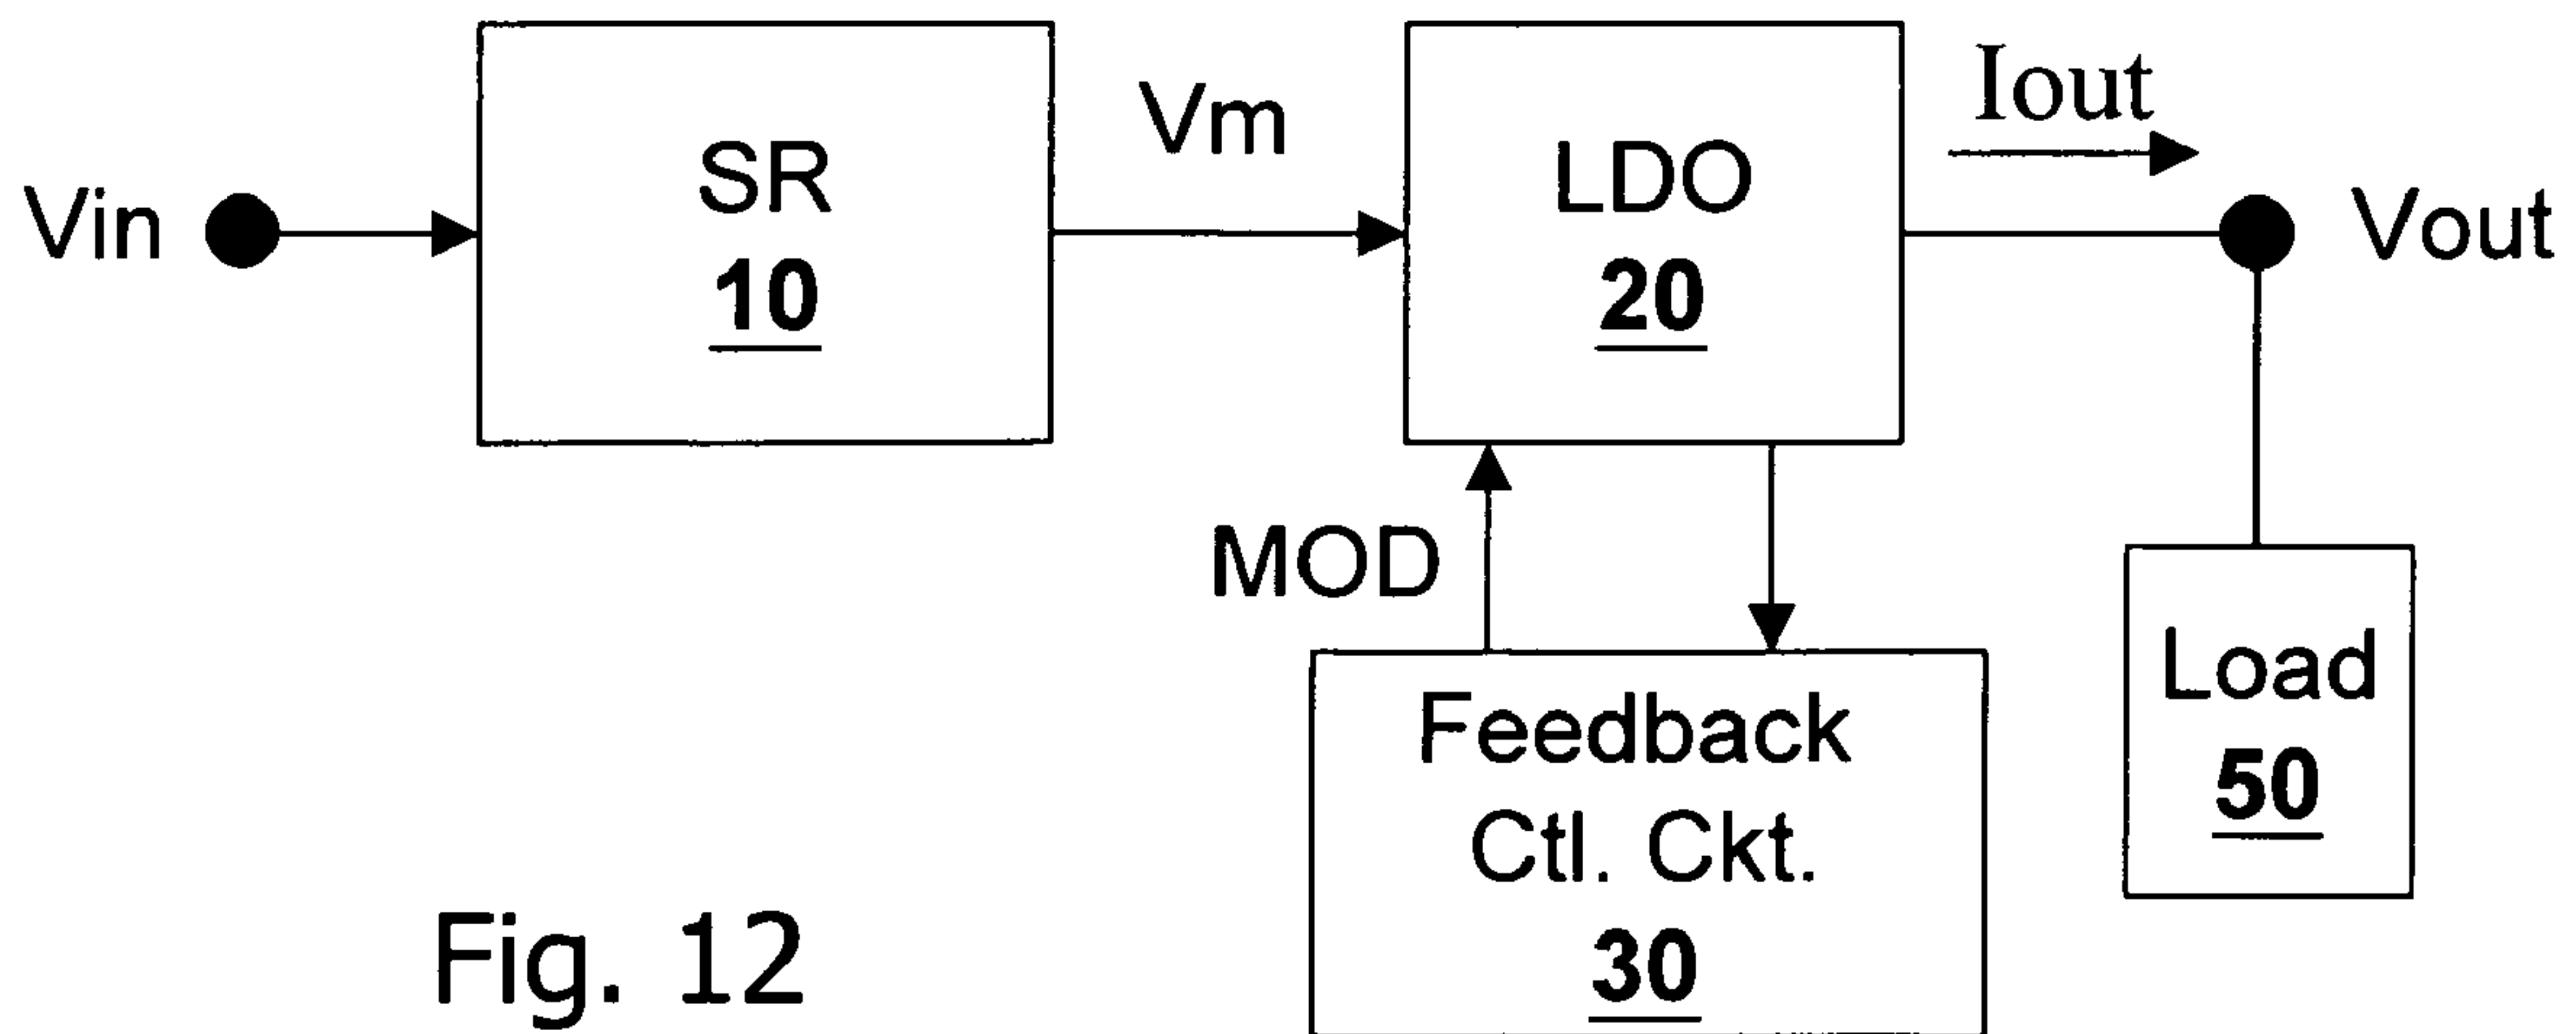 Vin
SR
10
Vm
LDO
20
Iout
Vout
MOD
Feedback
Ctl. Ckt.
30
Load
50
Fig. 12